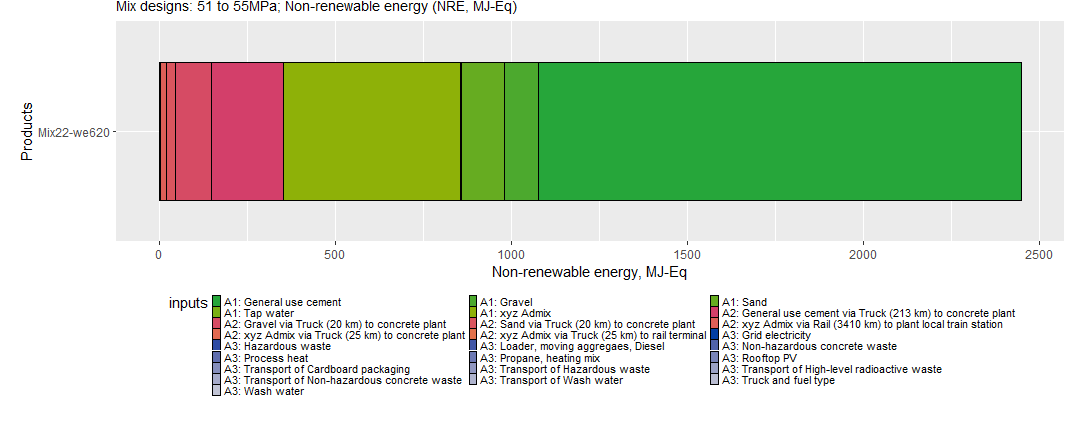 Mix designs: 51 to 55MPa; Non-renewable energy (NRE, MJ-Eq)
Products
Mix22-we620
0 500 1000 1500 2000 2500
Non-renewable energy, MJ-Eq
inputs
A1: General use cement A1: Gravel A1: Sand
A1: Tap water A1: xyz Admix A2: General use cement via Truck (213 km) to concrete plant
A2: Gravel via Truck (20 km) to concrete plant A2: Sand via Truck (20 km) to concrete plant A2: xyz Admix via Rail (3410 km) to plant local train station
A2: xyz Admix via Truck (25 km) to concrete plant A2: xyz Admix via Truck (25 km) to rail terminal A3: Grid electricity
A3: Hazardous waste A3: Loader, moving aggregaes, Diesel A3: Non-hazardous concrete waste
A3: Process heat A3: Propane, heating mix A3: Rooftop PV
A3: Transport of Cardboard packaging A3: Transport of Hazardous waste A3: Transport of High-level radioactive waste
A3: Transport of Non-hazardous concrete waste A3: Transport of Wash water A3: Truck and fuel type
A3: Wash water